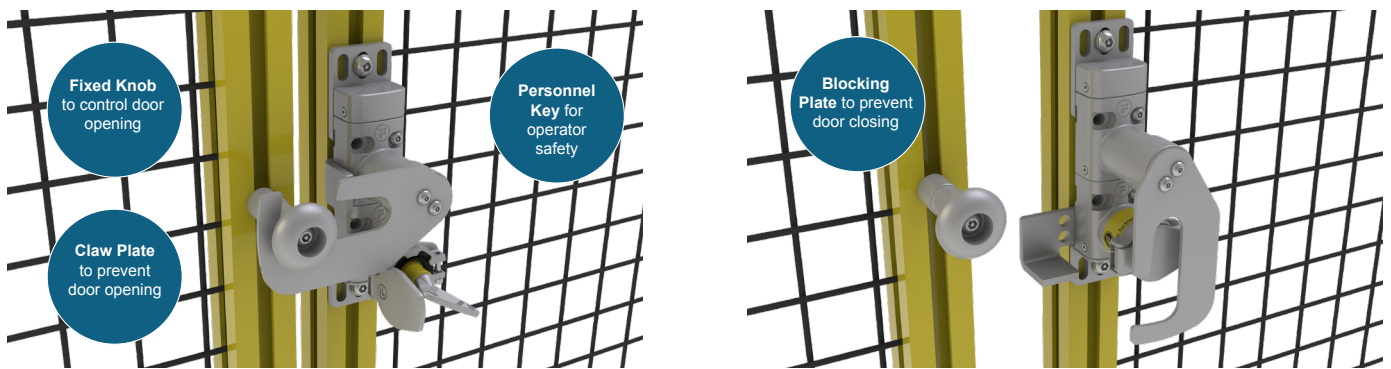 Fixed Knob
to control door
opening
Personnel
Key for
operator
safety
Claw Plate
to prevent
door opening
Blocking
Plate to prevent
door closing